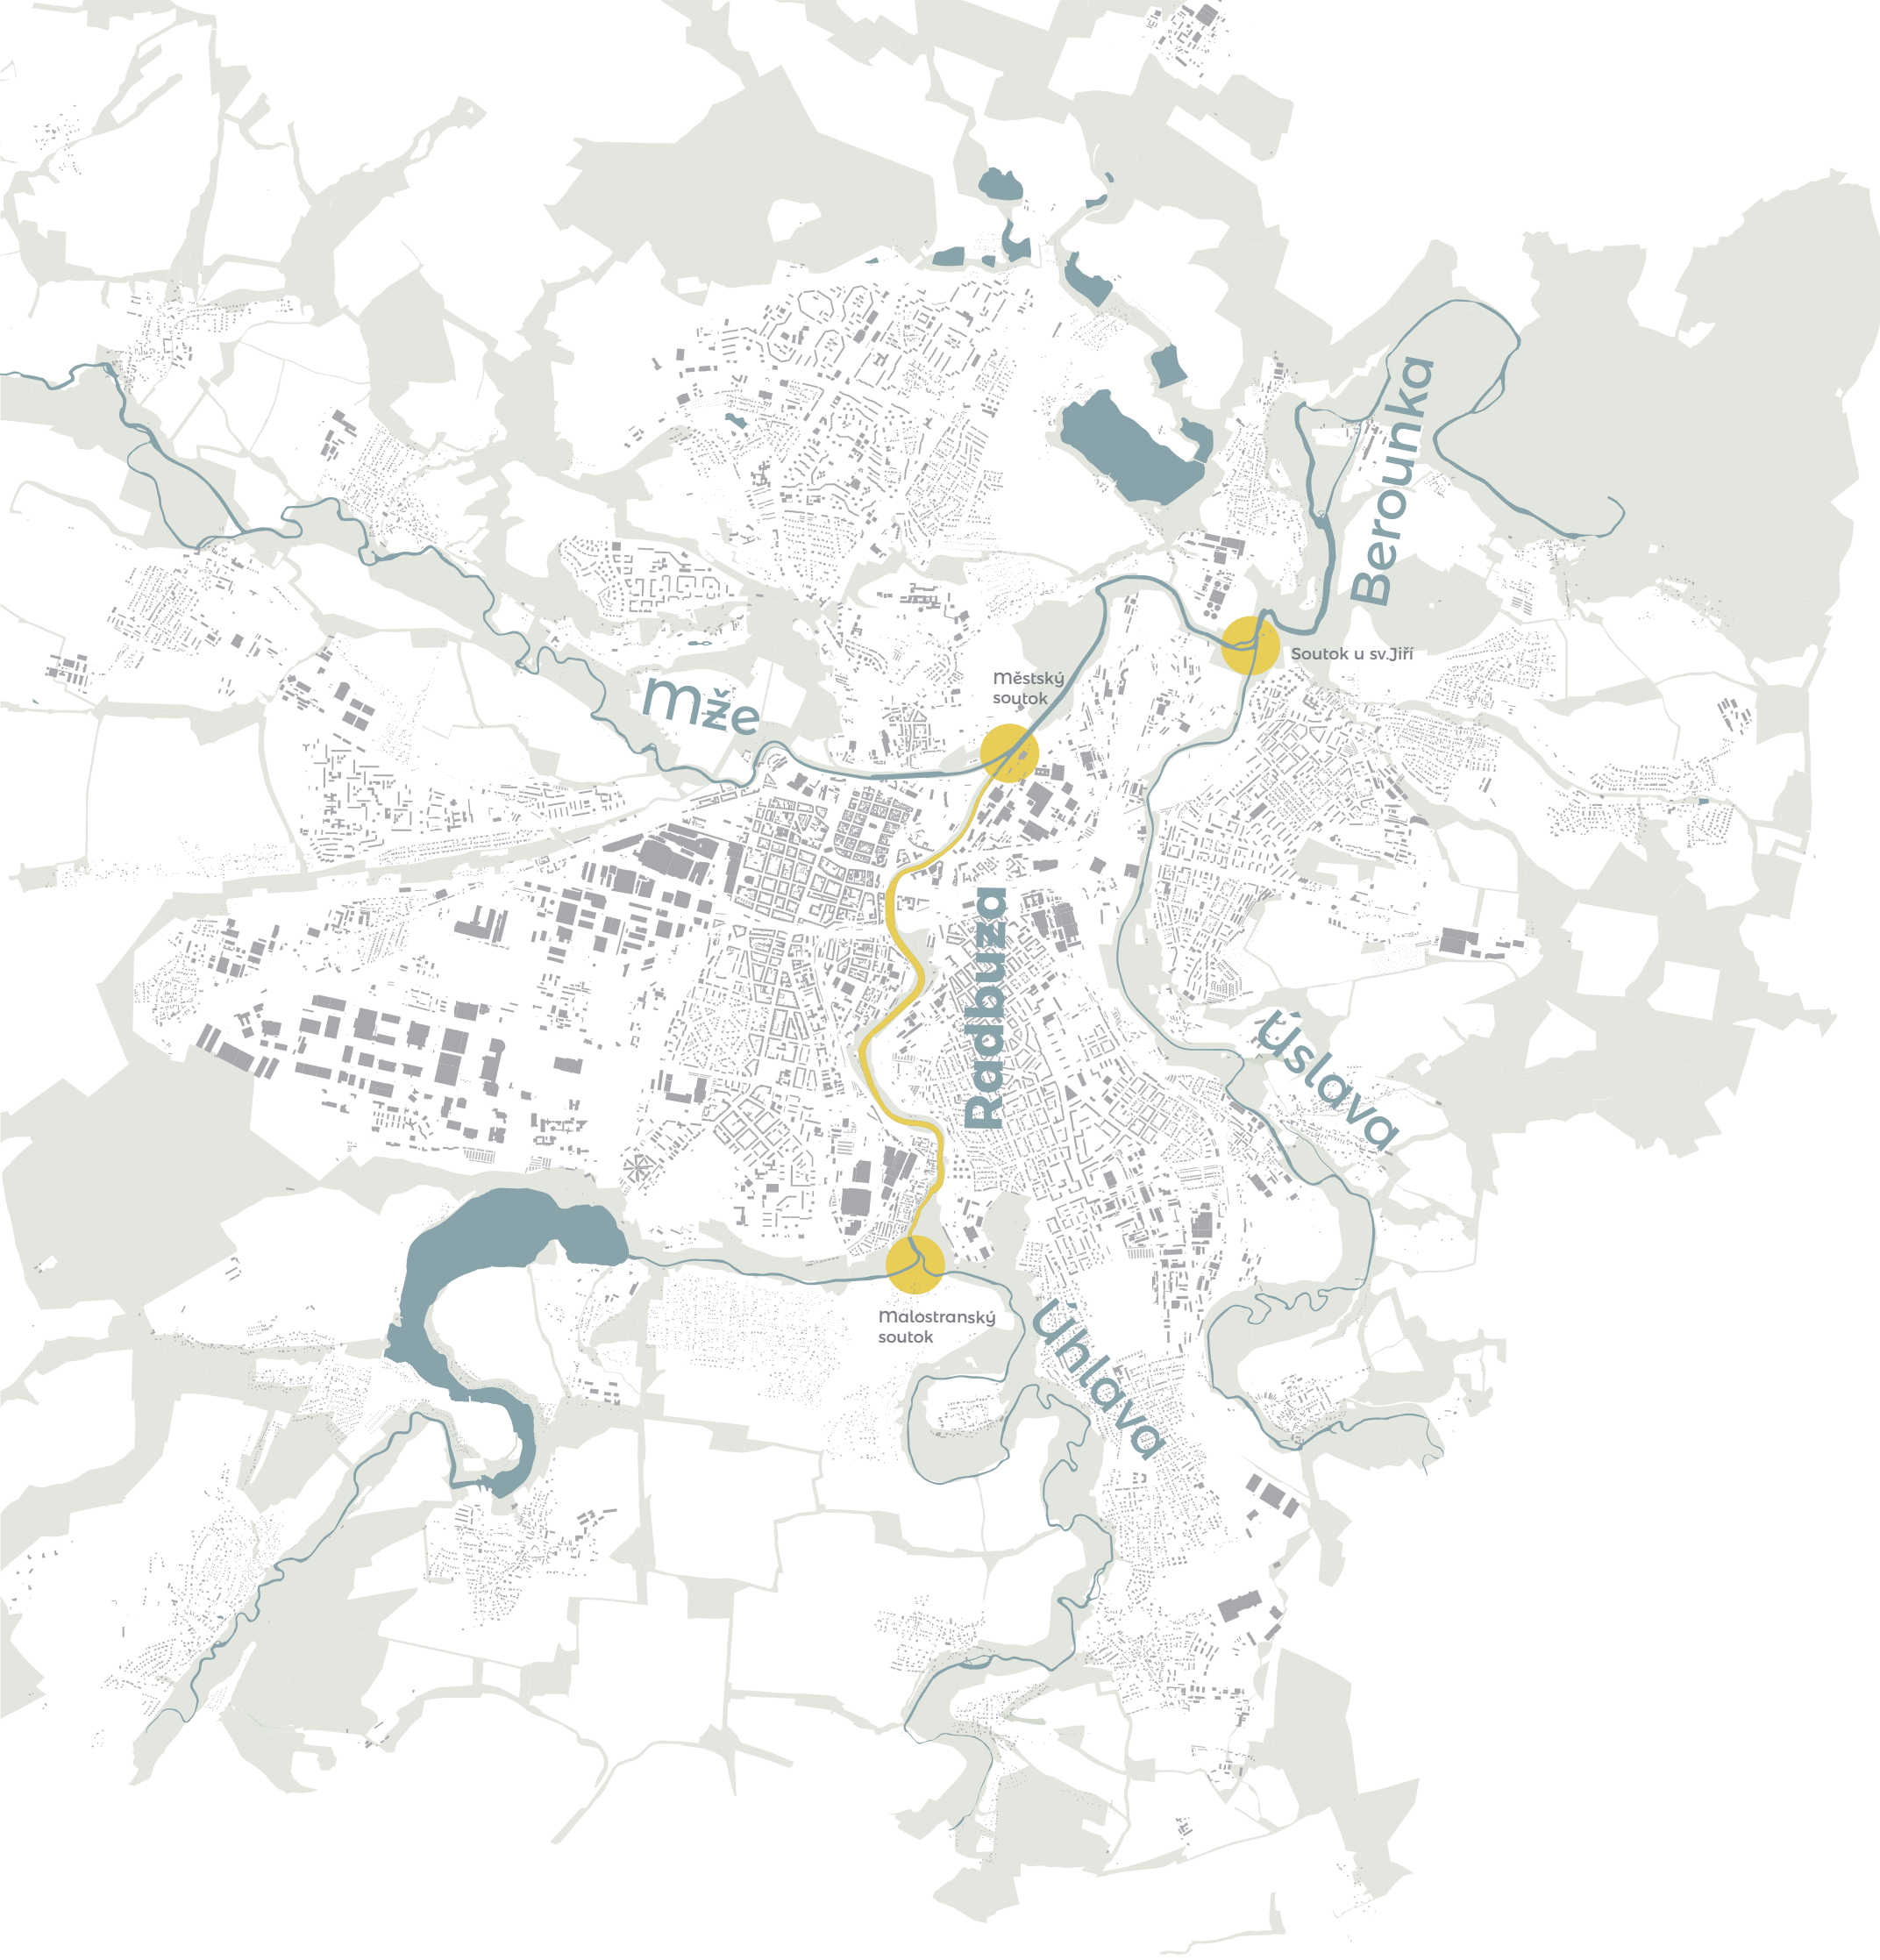 Berounka
Soutok u sv.Jiří
Městský
soutok
Mže
Radbuza
Úslava
Malostranský
soutok
Úhlava